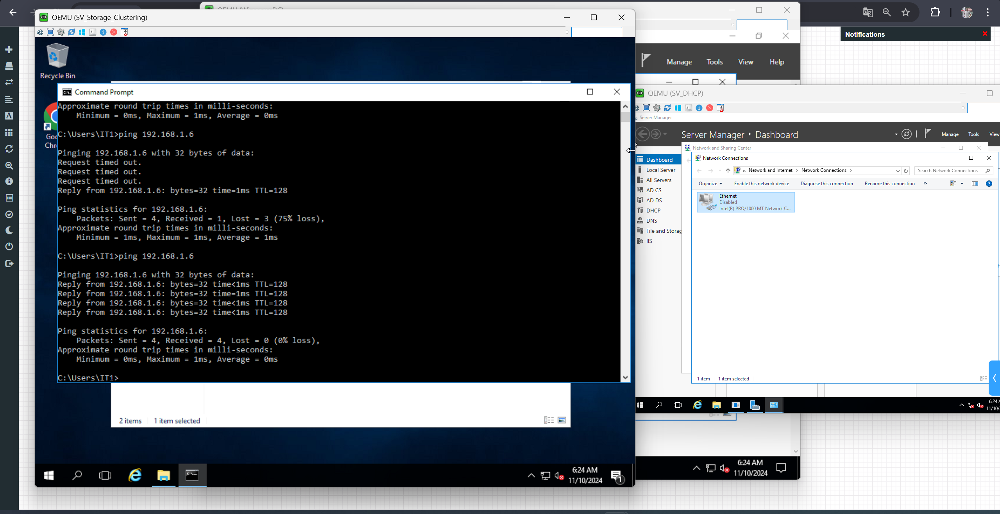 QEMU (SV_Storage_Clustering)
Recycle Bin
Command Prompt
Approximate round trip times in milli-seconds:
Minimum = 0ms, Maximum = 1ms, Average = 0ms
C:\Users\IT1>ping 192.168.1.6
Pinging 192.168.1.6 with 32 bytes of data:
Request timed out.
Request timed out.
Request timed out.
Reply from 192.168.1.6: bytes=32 time=1ms TTL=128
Ping statistics for 192.168.1.6:
Packets: Sent = 4, Received = 1, Lost = 3 (75% loss),
Approximate round trip times in milli-seconds:
Minimum = 1ms, Maximum = 1ms, Average = 1ms
C:\Users\IT1>ping 192.168.1.6
Pinging 192.168.1.6 with 32 bytes of data:
Reply from 192.168.1.6: bytes=32 time<1ms TTL=128
Reply from 192.168.1.6: bytes=32 time=1ms TTL=128
Reply from 192.168.1.6: bytes=32 time<1ms TTL=128
Reply from 192.168.1.6: bytes=32 time<1ms TTL=128
Ping statistics for 192.168.1.6:
Packets: Sent = 4, Received = 4, Lost = 0 (0% loss),
Approximate round trip times in milli-seconds:
Minimum = 0ms, Maximum = 1ms, Average = 0ms
C:\Users\IT1>
2 items 1 item selected
6:24 AM
11/10/2024
1
Manage Tools View Help
Notifications
QEMU (SV_DHCP)
Server Manager
Server Manager Dashboard
Manage Tools View
Network and Sharing Center
Network Connections
« Network and Internet > Network Connections >
Search Network Connections
Organize Enable this network device Diagnose this connection Rename this connection »
Ethernet
Disabled
Intel(R) PRO/1000 MT Network C...
Dashboard
Local Server
All Servers
AD CS
AD DS
DHCP
DNS
File and Storag
IIS
1 item 1 item selected
6:24 A
11/10/
6:24 AM
11/10/2024